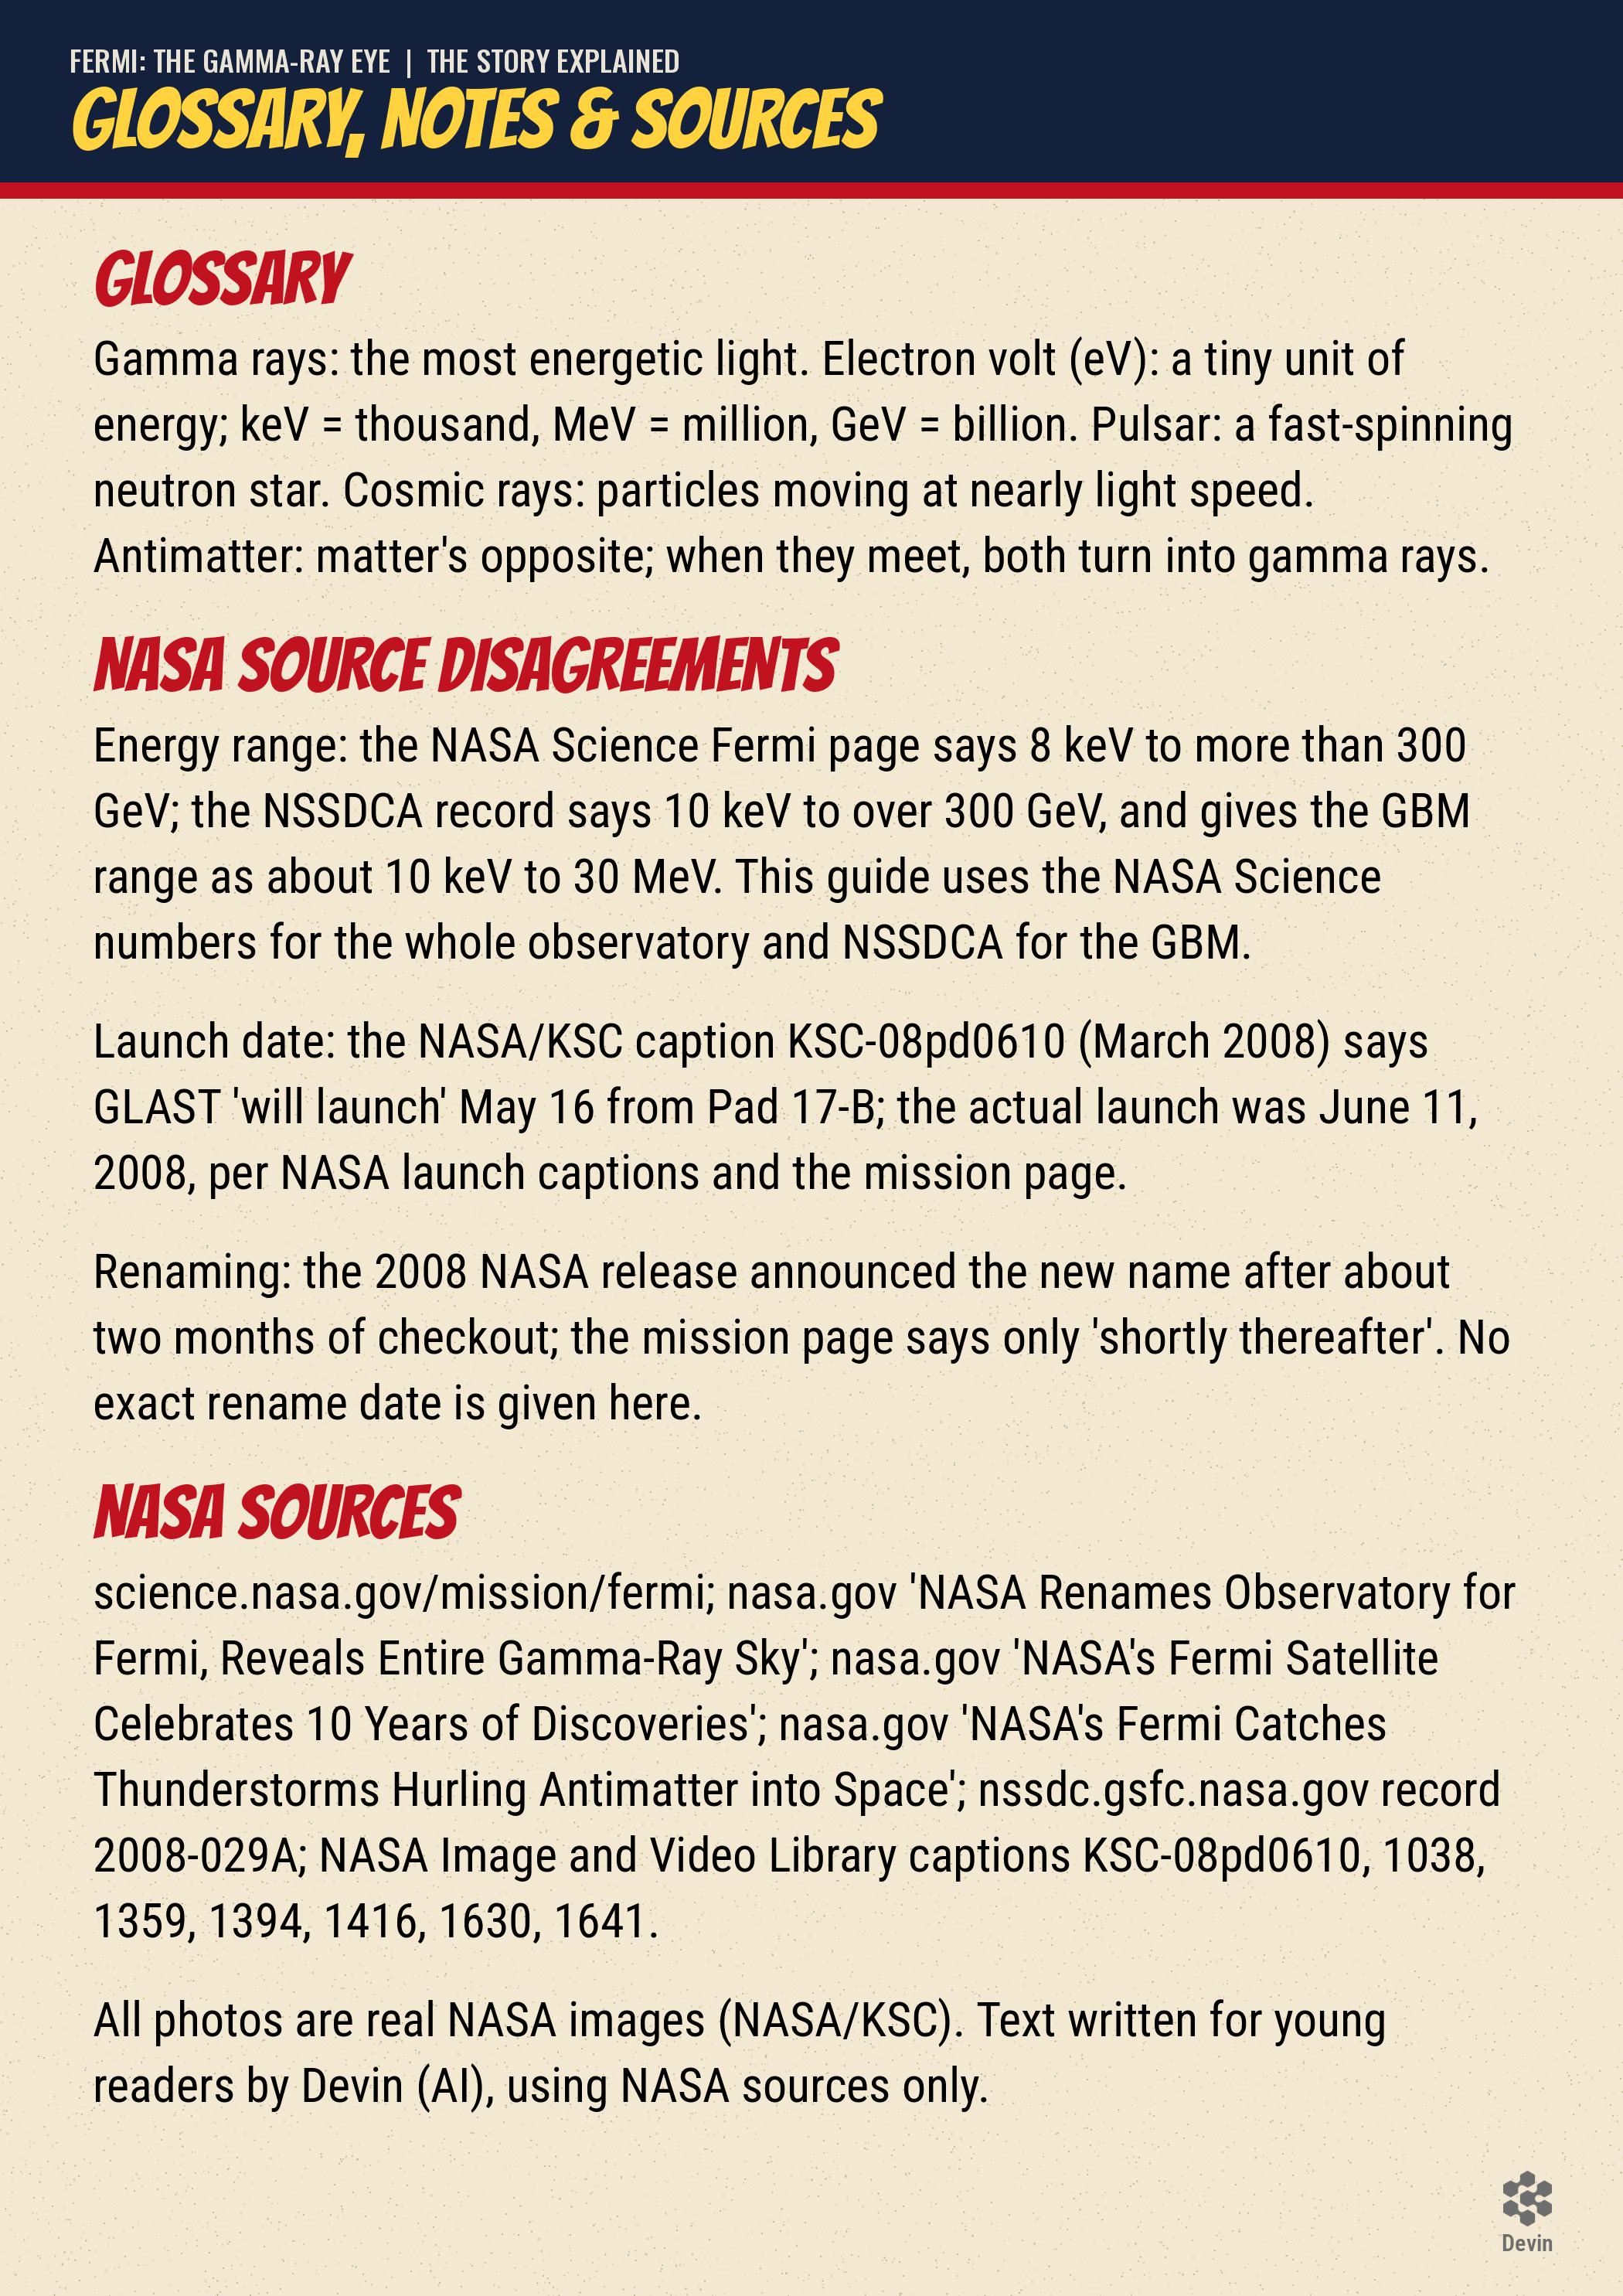 FERMI: THE GAMMA-RAY EYE | THE STORY EXPLAINED
GLOSSARY, NOTES & SOURCES
GLOSSARY
Gamma rays: the most energetic light. Electron volt (eV): a tiny unit of
energy; keV = thousand, MeV = million, GeV = billion. Pulsar: a fast-spinning
neutron star. Cosmic rays: particles moving at nearly light speed.
Antimatter: matter's opposite; when they meet, both turn into gamma rays.
NASA SOURCE DISAGREEMENTS
Energy range: the NASA Science Fermi page says 8 keV to more than 300
GeV; the NSSDCA record says 10 keV to over 300 GeV, and gives the GBM
range as about 10 keV to 30 MeV. This guide uses the NASA Science
numbers for the whole observatory and NSSDCA for the GBM.
Launch date: the NASA/KSC caption KSC-08pd0610 (March 2008) says
GLAST 'will launch' May 16 from Pad 17-B; the actual launch was June 11,
2008, per NASA launch captions and the mission page.
Renaming: the 2008 NASA release announced the new name after about
two months of checkout; the mission page says only 'shortly thereafter'. No
exact rename date is given here.
NASA SOURCES
science.nasa.gov/mission/fermi; nasa.gov 'NASA Renames Observatory for
Fermi, Reveals Entire Gamma-Ray Sky'; nasa.gov 'NASA's Fermi Satellite
Celebrates 10 Years of Discoveries'; nasa.gov 'NASA's Fermi Catches
Thunderstorms Hurling Antimatter into Space'; nssdc.gsfc.nasa.gov record
2008-029A; NASA Image and Video Library captions KSC-08pd0610, 1038,
1359, 1394, 1416, 1630, 1641.
All photos are real NASA images (NASA/KSC). Text written for young
readers by Devin (AI), using NASA sources only.
Devin